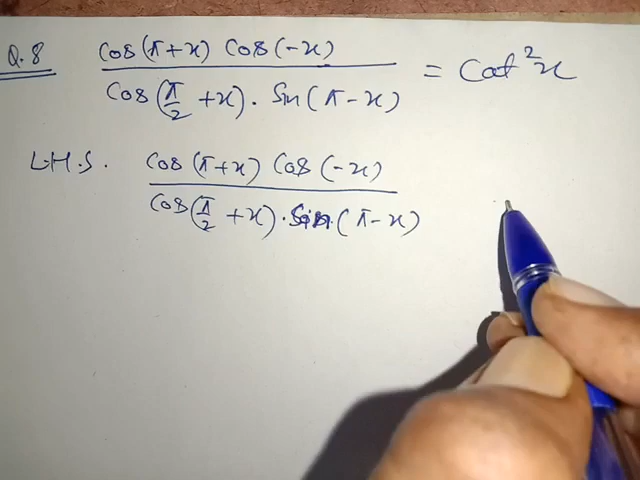 Q.8 cos(π+x) cos(-x) / cos(π/2 +x). Sin(π-x) = Cot²x
L.H.S. cos(π+x) cos(-x) / cos(π/2 +x). Sin(π-x)